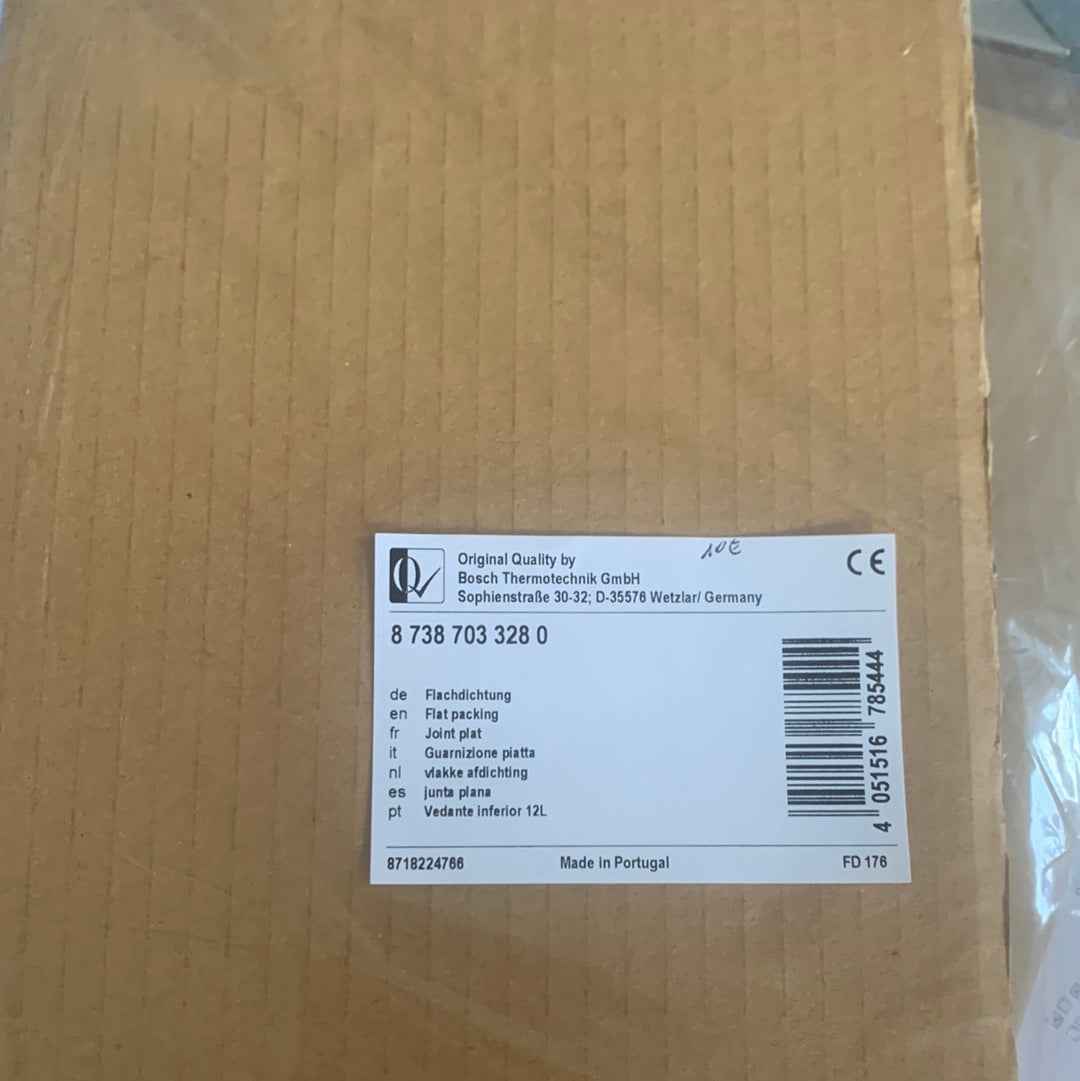 Original Quality by
Bosch Thermotechnik GmbH
Sophienstraße 30-32; D-35576 Wetzlar/ Germany
10€
CE
8 738 703 328 0
de Flachdichtung
en Flat packing
fr Joint plat
it Guarnizione piatta
nl vlakke afdichting
es junta plana
pt Vedante inferior 12L
4 051516 785444
8718224766 Made in Portugal FD 176